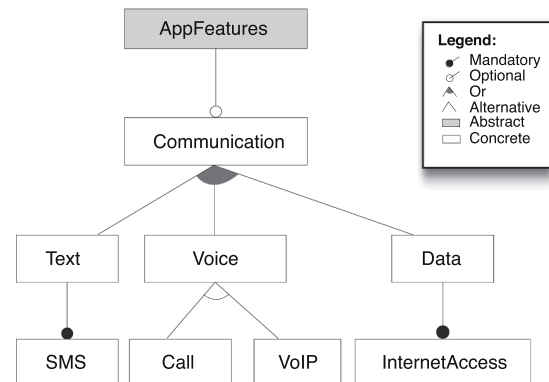 AppFeatures
Legend:
Mandatory
Optional
Or
Alternative
Abstract
Concrete
Communication
Text
Voice
Data
SMS
Call
VoIP
InternetAccess